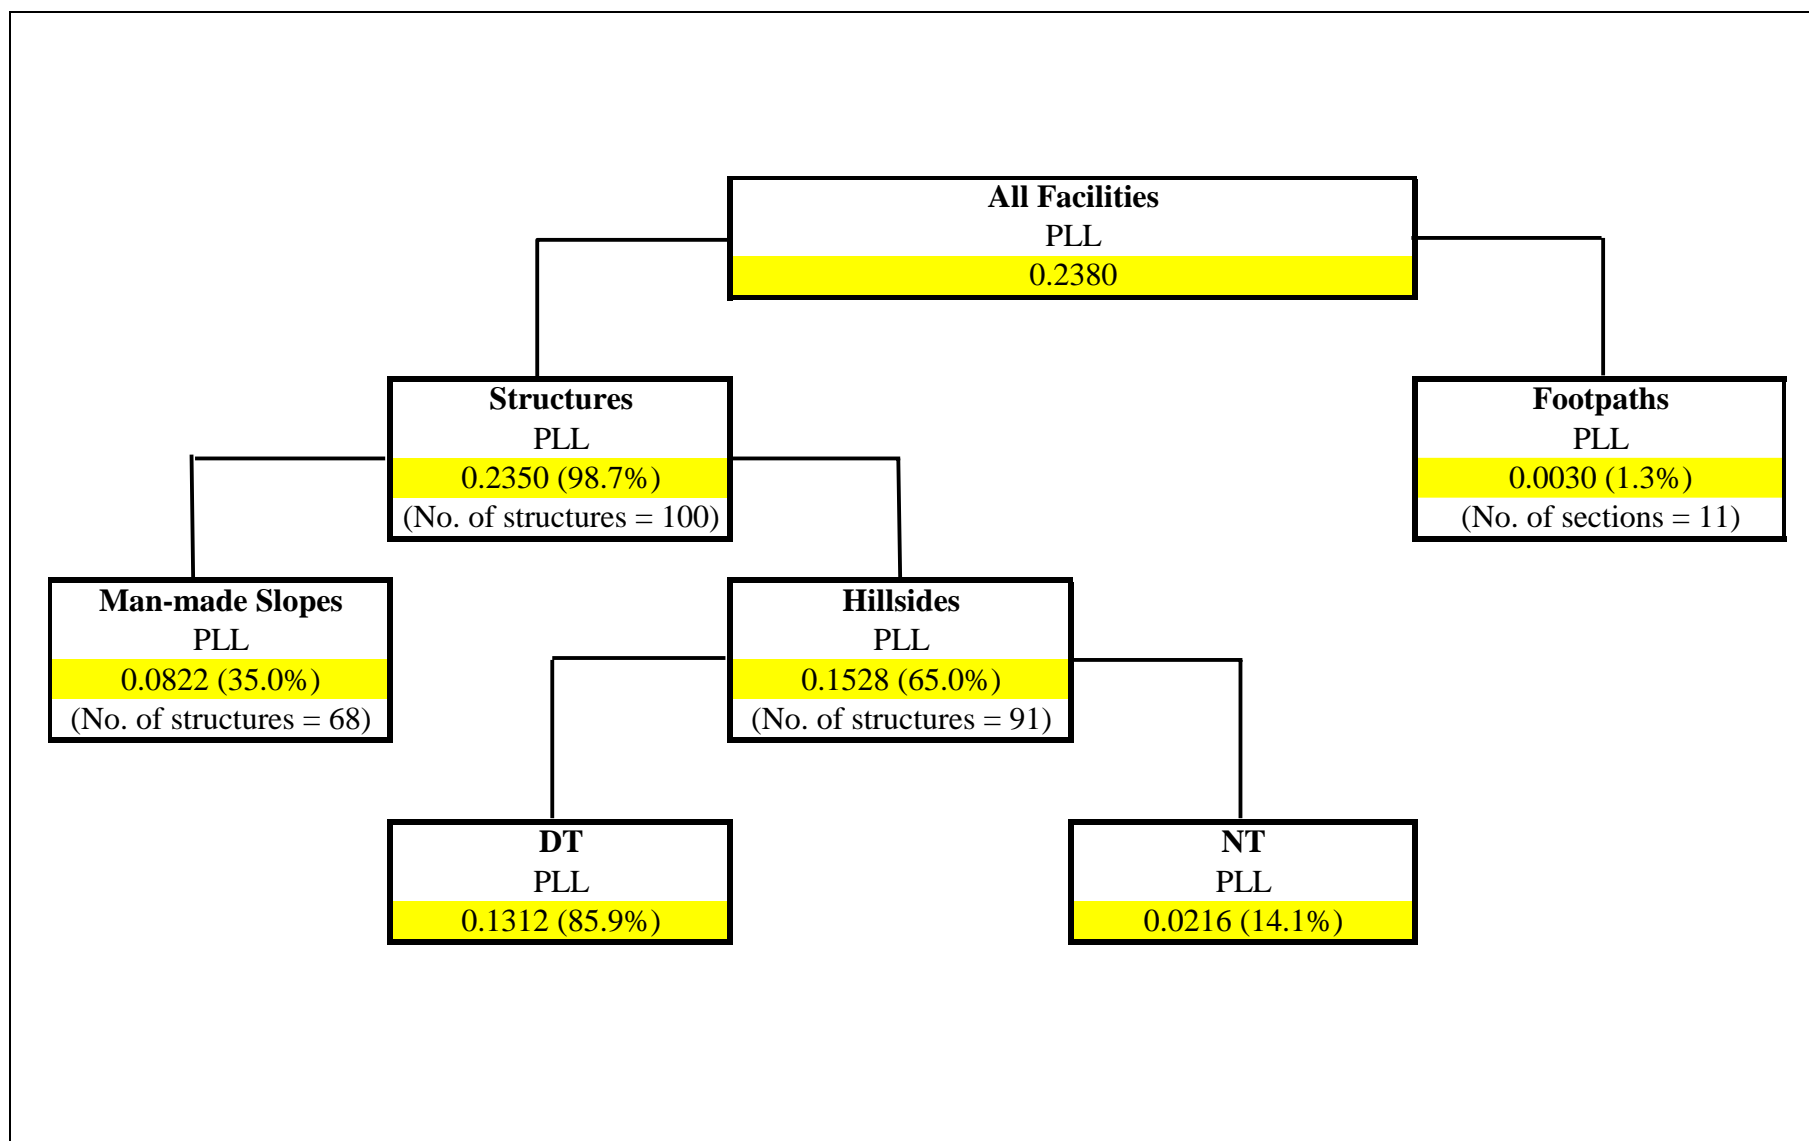 All Facilities
PLL
0.2380
Structures
PLL
0.2350 (98.7%)
(No. of structures = 100)
Footpaths
PLL
0.0030 (1.3%)
(No. of sections = 11)
Man-made Slopes
PLL
0.0822 (35.0%)
(No. of structures = 68)
Hillsides
PLL
0.1528 (65.0%)
(No. of structures = 91)
DT
PLL
0.1312 (85.9%)
NT
PLL
0.0216 (14.1%)